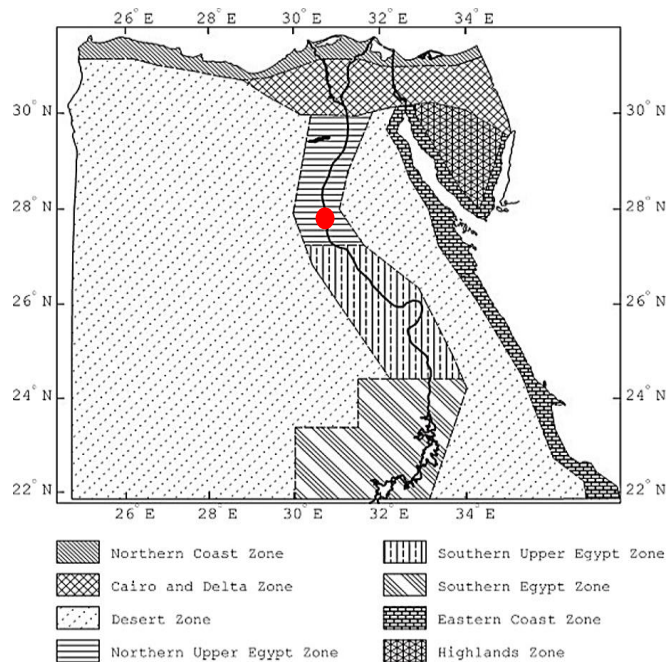 26° E 28° E 30° E 32° E 34° E
30° N 30° N
28° N 28° N
26° N 26° N
24° N 24° N
22° N 22° N
26° E 28° E 30° E 32° E 34° E
Northern Coast Zone
Cairo and Delta Zone
Desert Zone
Northern Upper Egypt Zone
Southern Upper Egypt Zone
Southern Egypt Zone
Eastern Coast Zone
Highlands Zone